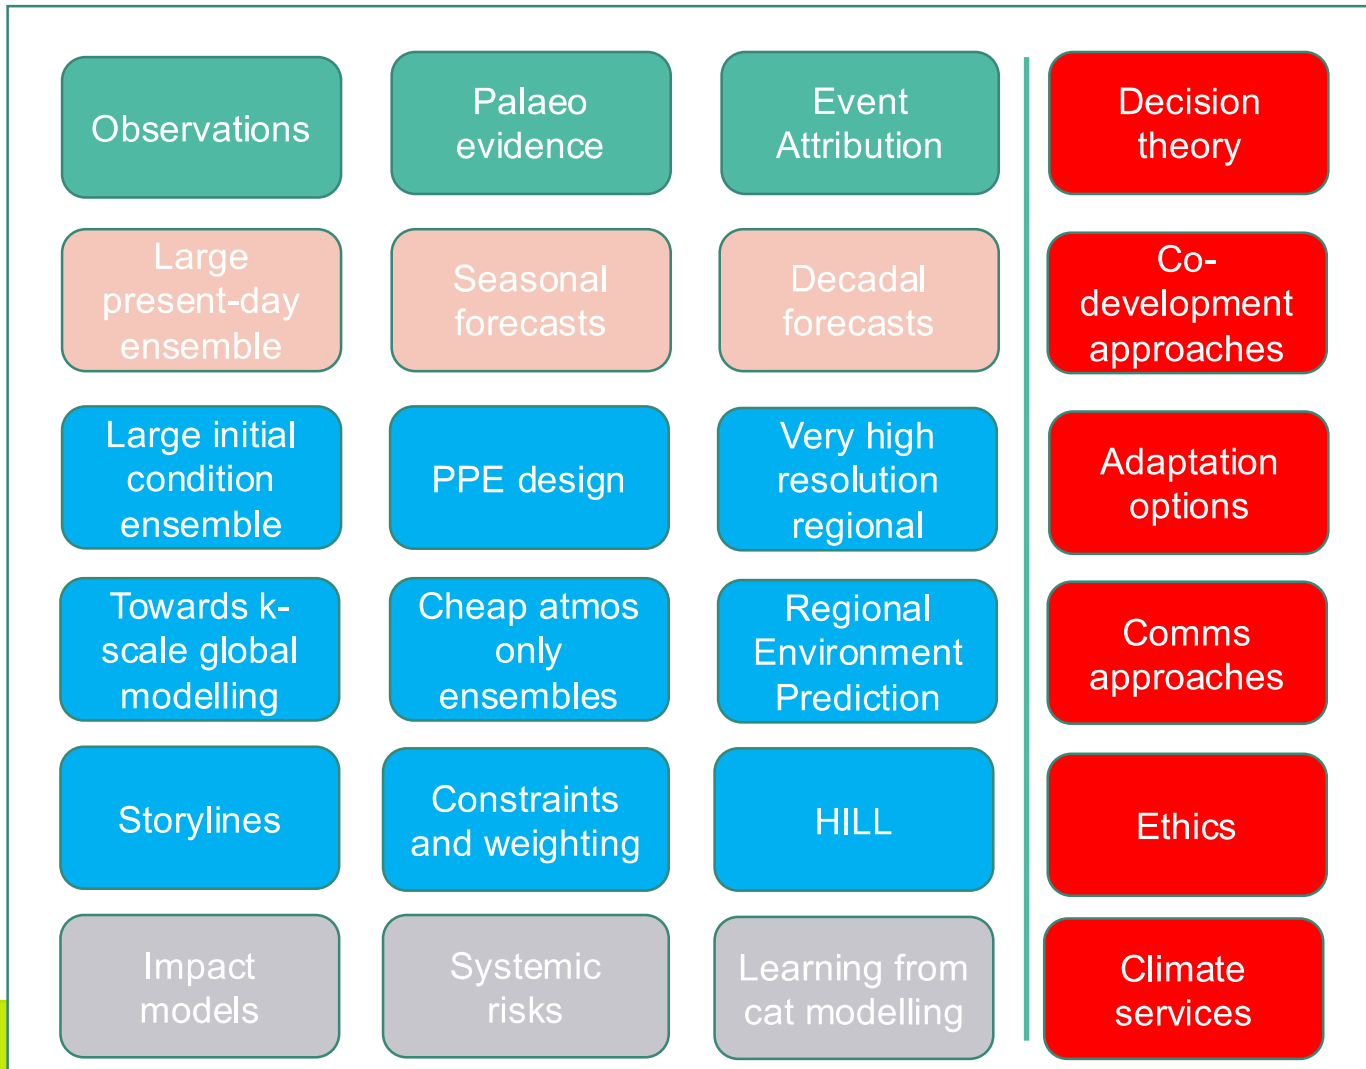 Observations
Palaeo
evidence
Event
Attribution
Decision
theory
Large
present-day
ensemble
Seasonal
forecasts
Decadal
forecasts
Co-
development
approaches
Large initial
condition
ensemble
PPE design
Very high
resolution
regional
Adaptation
options
Towards k-
scale global
modelling
Cheap atmos
only
ensembles
Regional
Environment
Prediction
Comms
approaches
Storylines
Constraints
and weighting
HILL
Ethics
Impact
models
Systemic
risks
Learning from
cat modelling
Climate
services